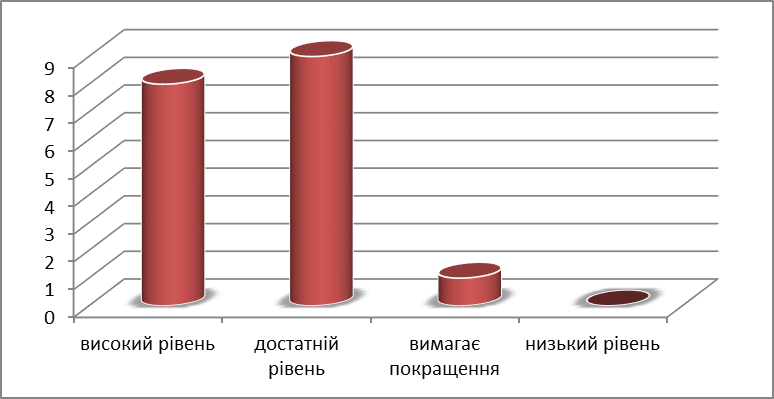 9
8
7
6
5
4
3
2
1
0
високий рівень
достатній
рівень
вимагає
покращення
низький рівень